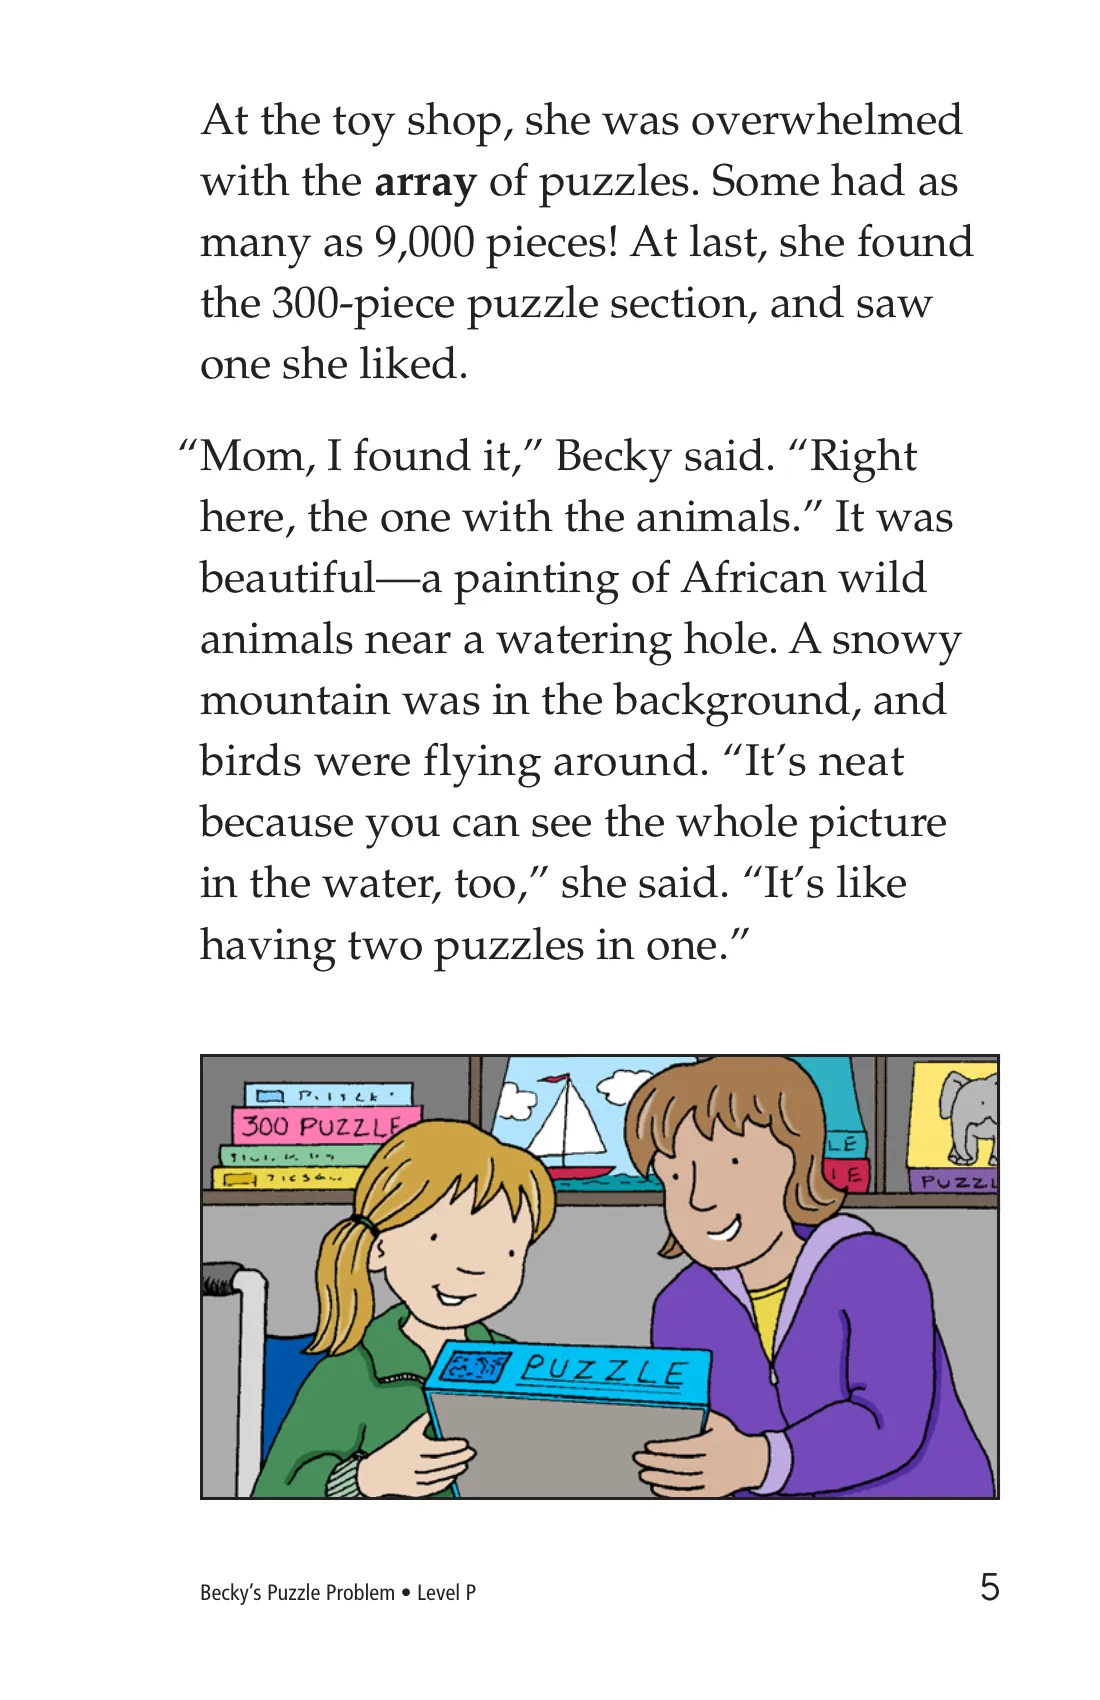 At the toy shop, she was overwhelmed
with the array of puzzles. Some had as
many as 9,000 pieces! At last, she found
the 300-piece puzzle section, and saw
one she liked.
“Mom, I found it,” Becky said. “Right
here, the one with the animals.” It was
beautiful—a painting of African wild
animals near a watering hole. A snowy
mountain was in the background, and
birds were flying around. “It’s neat
because you can see the whole picture
in the water, too,” she said. “It’s like
having two puzzles in one.”
300 PUZZLE
LE
LE
PUZZL
PUZZLE
Becky’s Puzzle Problem • Level P
5